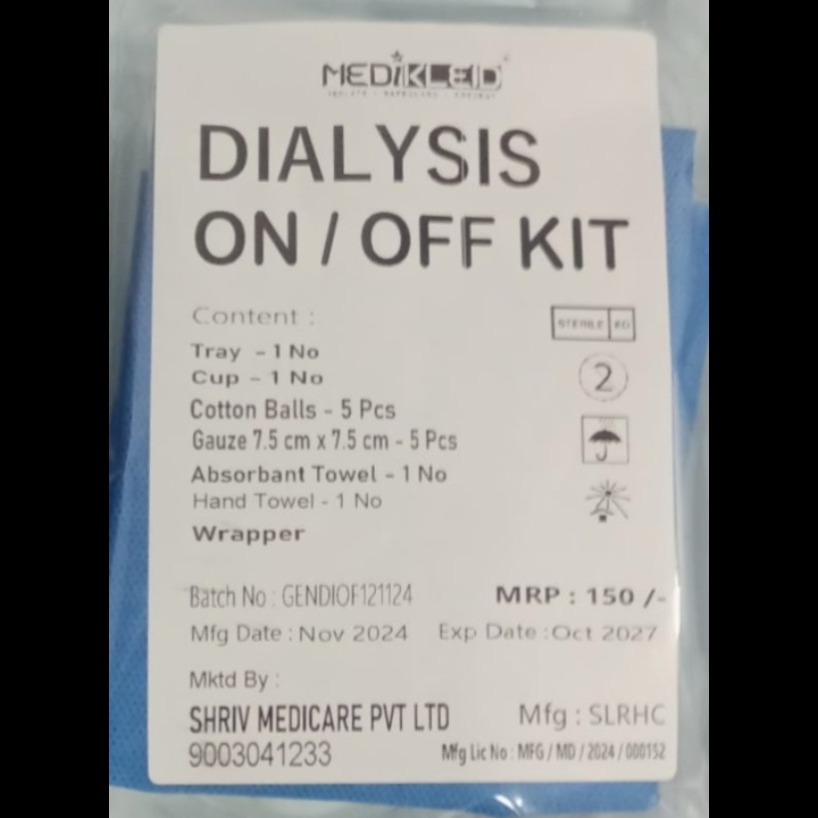 MEDiKLEID
DIALYSIS
ON / OFF KIT
Content :
Tray - 1 No
Cup - 1 No
Cotton Balls - 5 Pcs
Gauze 7.5 cm x 7.5 cm - 5 Pcs
Absorbant Towel - 1 No
Hand Towel - 1 No
Wrapper
STERILE EO
2
Batch No : GENDIOF121124 MRP : 150 /-
Mfg Date : Nov 2024 Exp Date :Oct 2027
Mktd By :
SHRIV MEDICARE PVT LTD Mfg : SLRHC
9003041233 Mfg Lic No : MFG / MD / 2024 / 000152